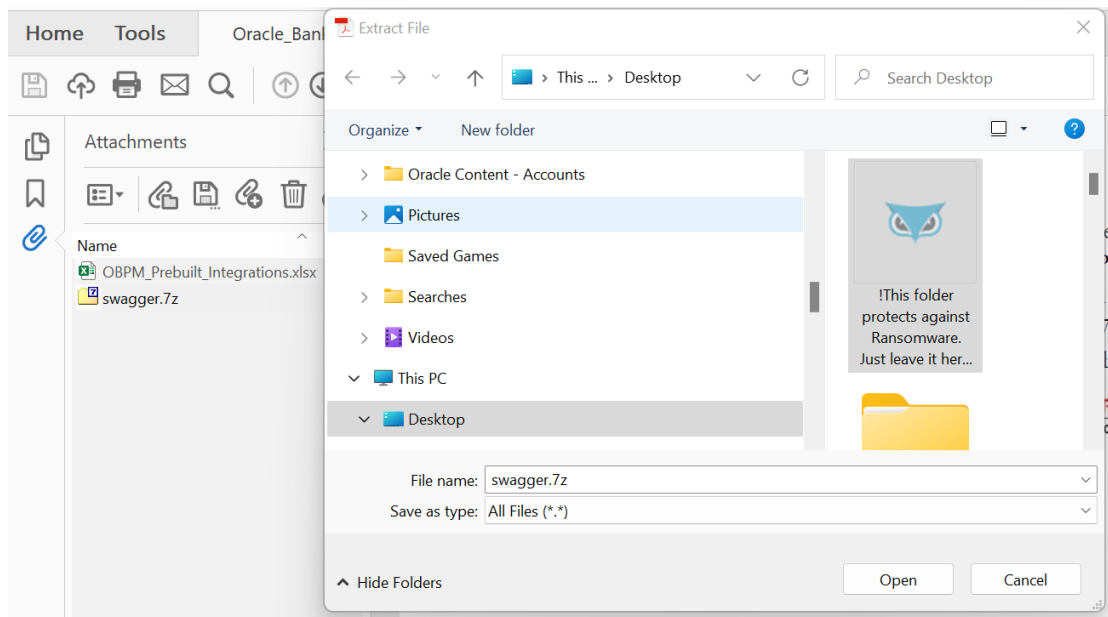 Home
Tools
Oracle_Bank
Extract File
This ...
Desktop
Search Desktop
Organize
New folder
?
Attachments
Name
OBPM_Prebuilt_Integrations.xlsx
swagger.7z
Oracle Content - Accounts
Pictures
Saved Games
Searches
Videos
This PC
Desktop
!This folder
protects against
Ransomware.
Just leave it her...
File name:
swagger.7z
Save as type:
All Files (*.*)
Hide Folders
Open
Cancel